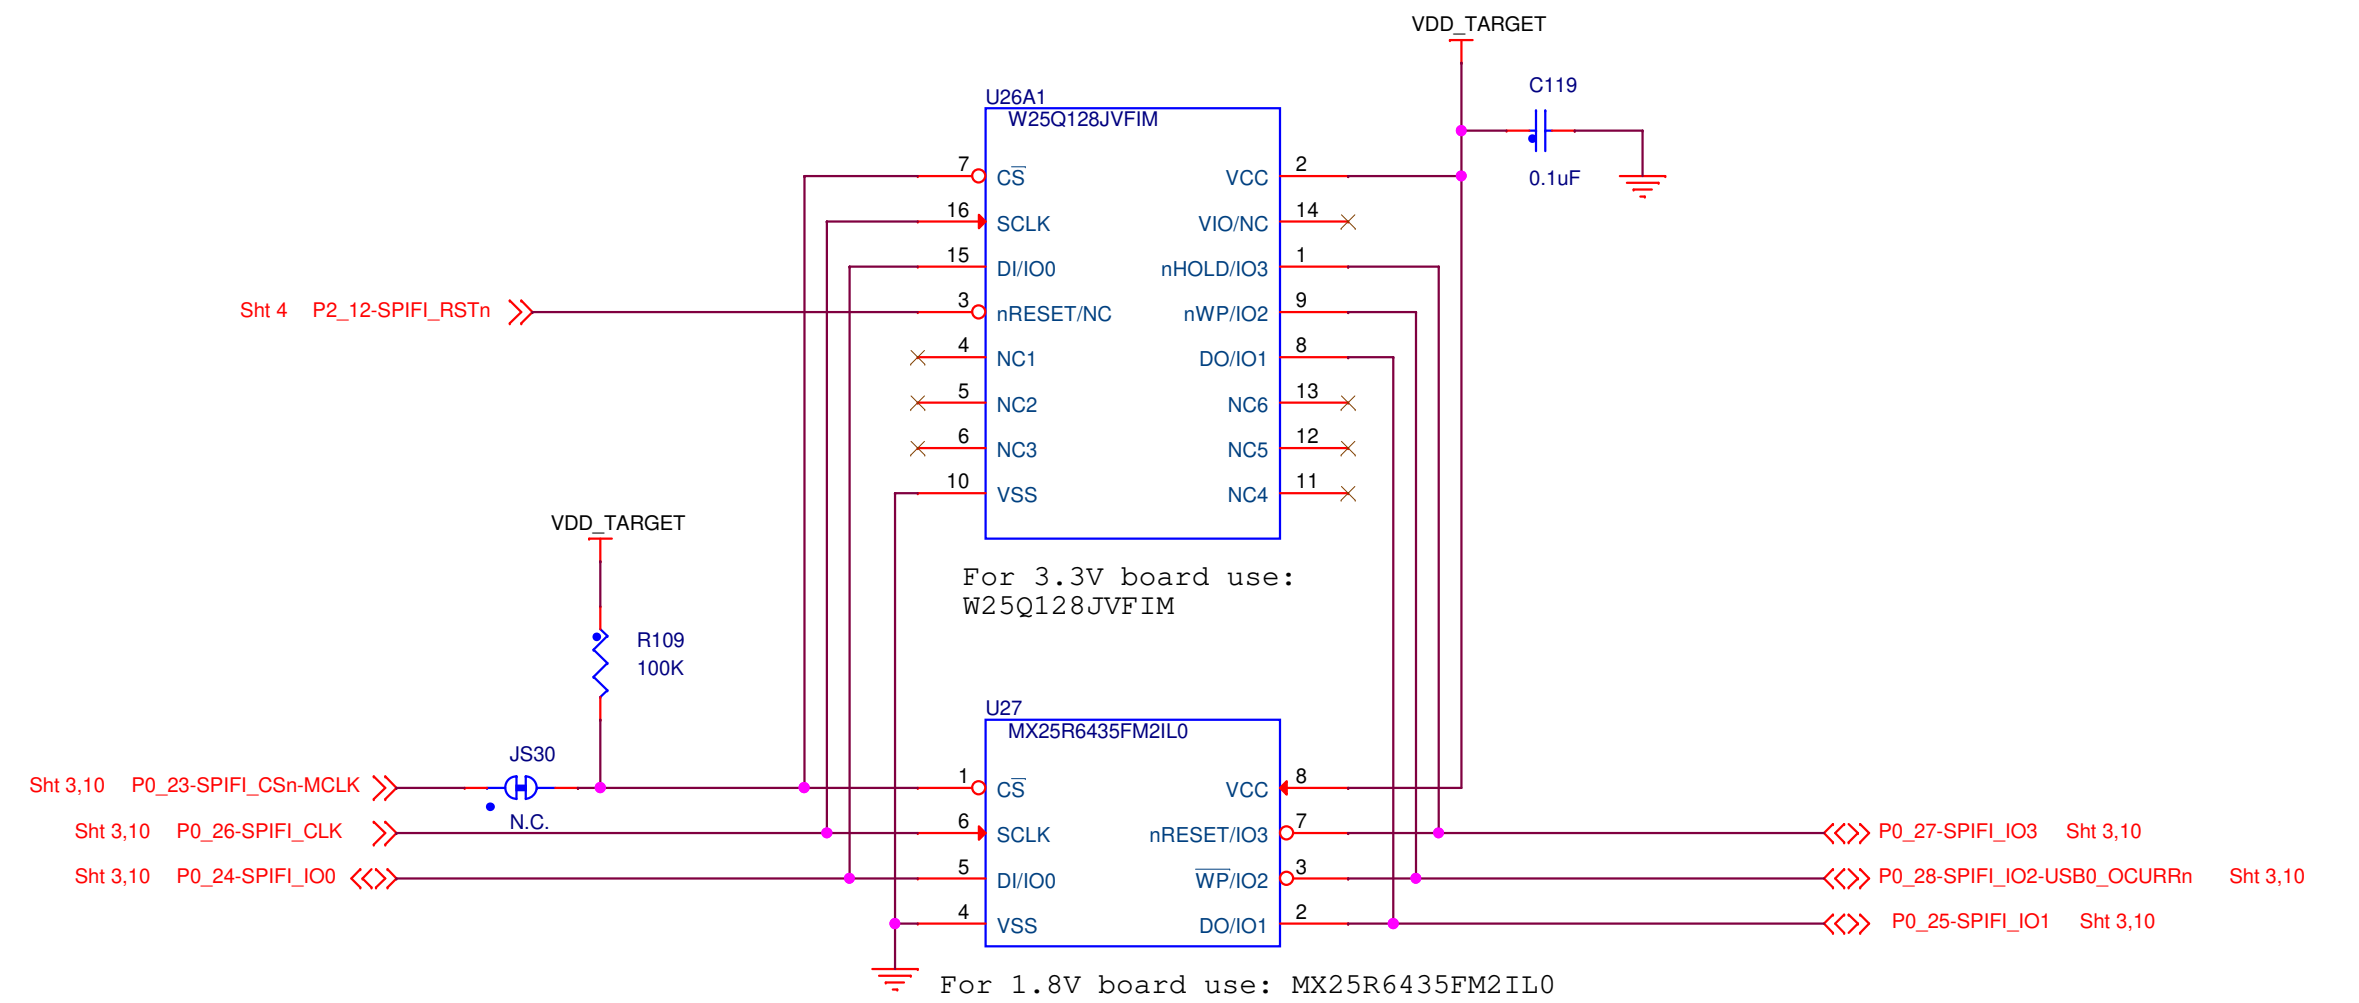 VDD_TARGET
C119
0.1uF
U26A1
W25Q128JVFIM
7 CS VCC 2
16 SCLK VIO/NC 14
15 DI/IO0 nHOLD/IO3 1
Sht 4 P2_12-SPIFI_RSTn 3 nRESET/NC nWP/IO2 9
4 NC1 DO/IO1 8
5 NC2 NC6 13
6 NC3 NC5 12
10 VSS NC4 11
For 3.3V board use:
W25Q128JVFIM
VDD_TARGET
R109
100K
U27
MX25R6435FM2IL0
JS30
N.C.
Sht 3,10 P0_23-SPIFI_CSn-MCLK 1 CS VCC 8
Sht 3,10 P0_26-SPIFI_CLK 6 SCLK nRESET/IO3 7 P0_27-SPIFI_IO3 Sht 3,10
Sht 3,10 P0_24-SPIFI_IO0 5 DI/IO0 WP/IO2 3 P0_28-SPIFI_IO2-USB0_OCURRn Sht 3,10
4 VSS DO/IO1 2 P0_25-SPIFI_IO1 Sht 3,10
For 1.8V board use: MX25R6435FM2IL0